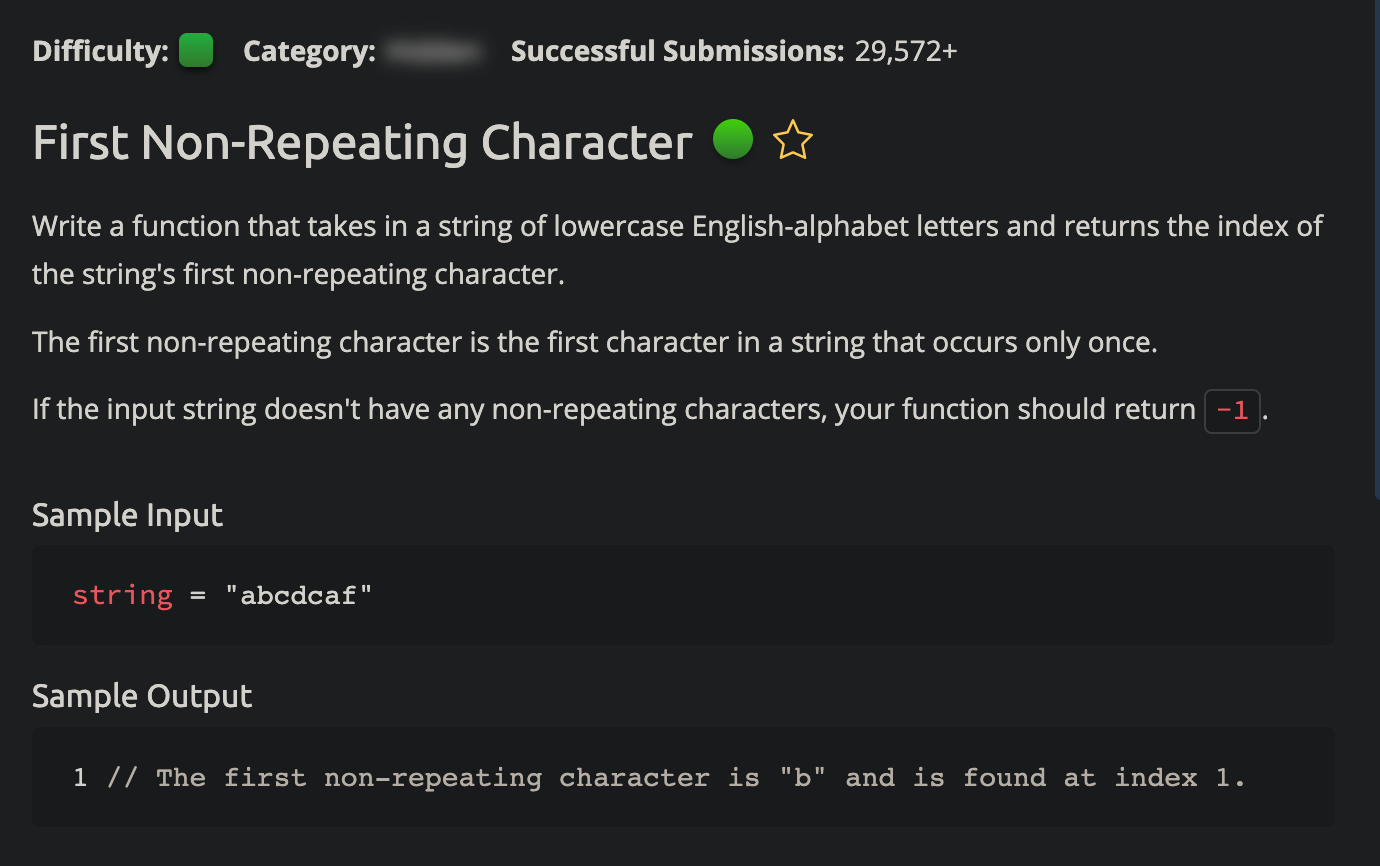 Difficulty: Category: Successful Submissions: 29,572+
First Non-Repeating Character
Write a function that takes in a string of lowercase English-alphabet letters and returns the index of
the string's first non-repeating character.
The first non-repeating character is the first character in a string that occurs only once.
If the input string doesn't have any non-repeating characters, your function should return -1.
Sample Input
string = "abcdcaf"
Sample Output
1 // The first non-repeating character is "b" and is found at index 1.